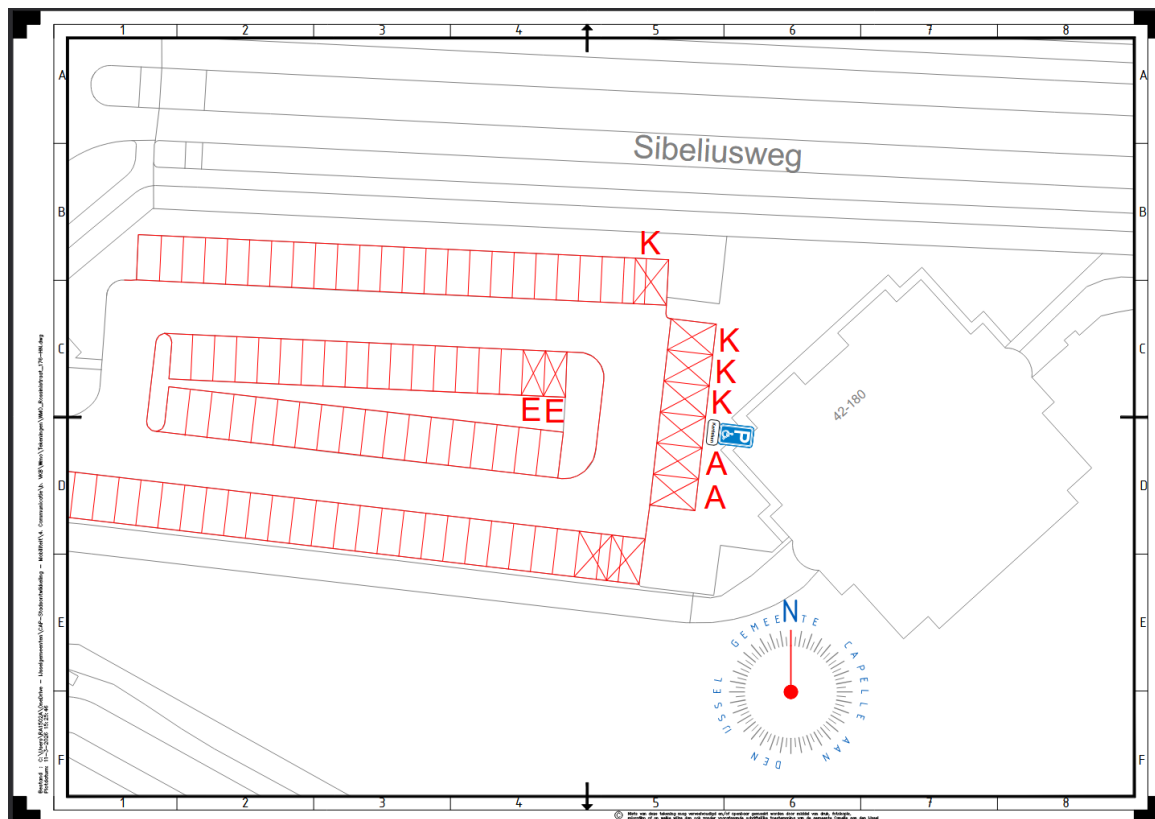 1 2 3 4 5 6 7 8
A A
Sibeliusweg
B B
K
C C
K
K
K
42-180
E E
P
A
A
D D
E E
N
GEMEENTE CAPELLE AAN DEN IJSSEL
F F
1 2 3 4 5 6 7 8